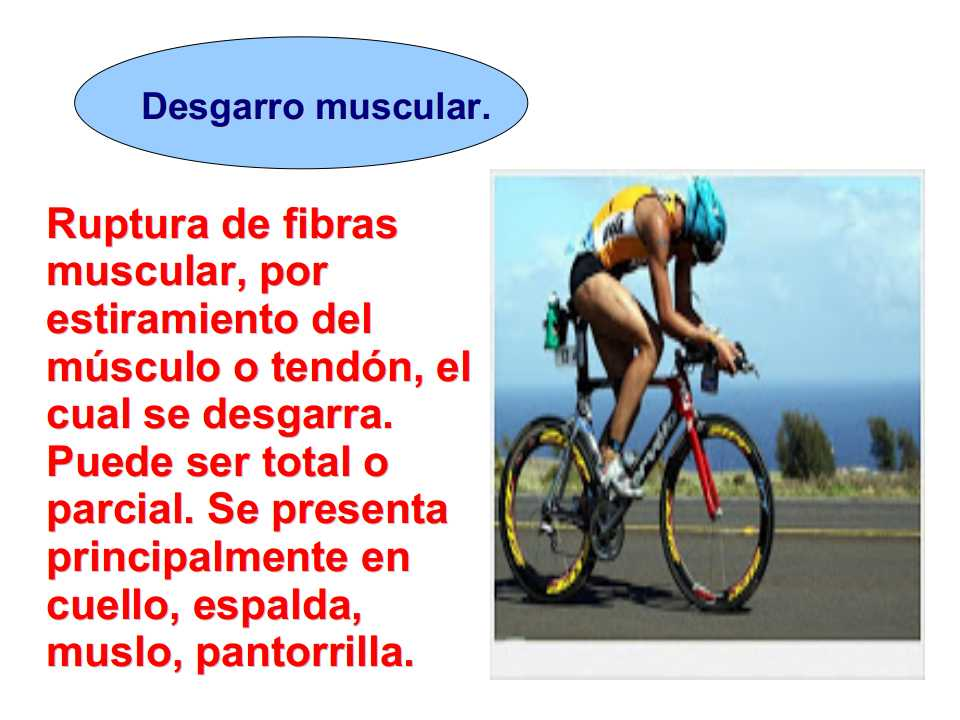 Desgarro muscular.
Ruptura de fibras
muscular, por
estiramiento del
músculo o tendón, el
cual se desgarra.
Puede ser total o
parcial. Se presenta
principalmente en
cuello, espalda,
muslo, pantorrilla.